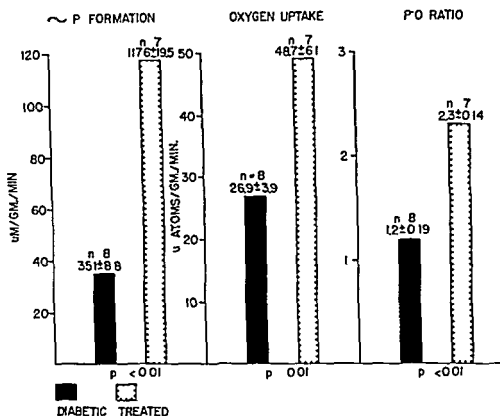 ~ P FORMATION
OXYGEN UPTAKE
P'O RATIO
uM/GM./MIN
120
100
80
60
40
20
n 7
117.6±19.5
n 8
35.1±8.8
p <.001
u ATOMS/GM./MIN.
50
40
30
20
10
n 7
48.7±6.1
n=8
26.9±3.9
p .001
3
2
1
n 7
2.3±0.14
n 8
1.2±0.19
p <.001
DIABETIC TREATED